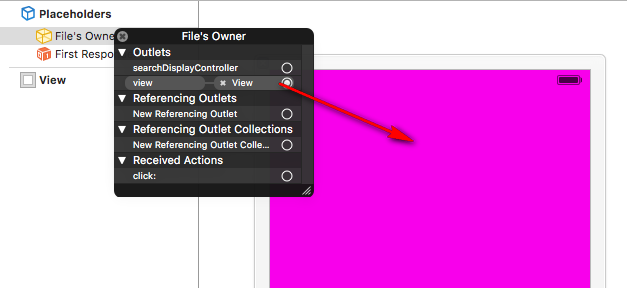 Placeholders
File's Owne
First Respo
View
File's Owner
Outlets
searchDisplayController
view
View
Referencing Outlets
New Referencing Outlet
Referencing Outlet Collections
New Referencing Outlet Colle...
Received Actions
click: